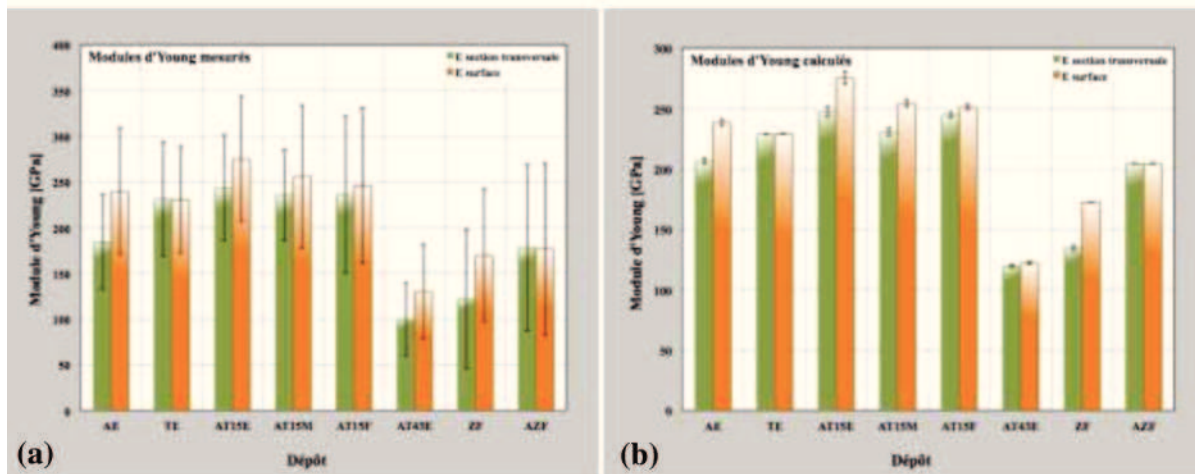 Modules d'Young mesurés
E section transversale
E surface
Module d'Young [GPa]
400
350
300
250
200
150
100
50
0
AE TE AT15E AT15M AT15F AT45E ZF AZF
Dépôt
(a)
Modules d'Young calculés
E section transversale
E surface
Module d'Young [GPa]
300
250
200
150
100
50
0
AE TE AT15E AT15M AT15F AT45E ZF AZF
Dépôt
(b)